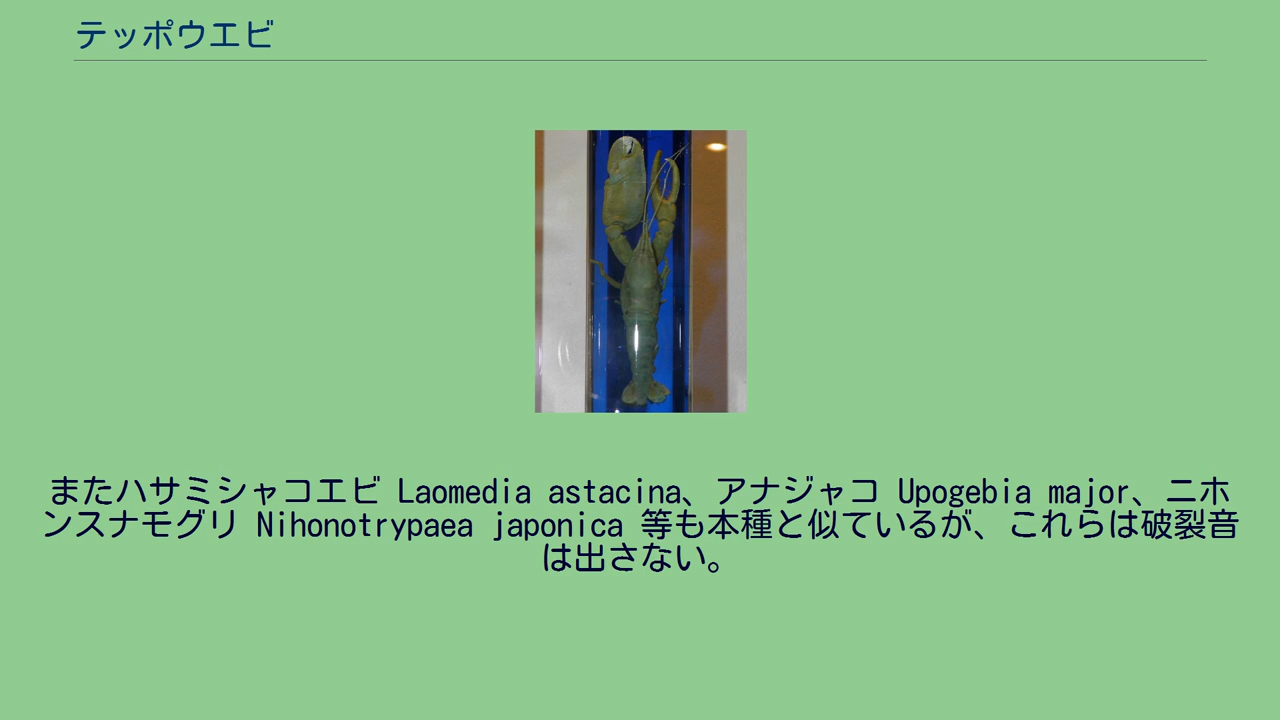 テッポウエビ
またハサミシャコエビ Laomedia astacina、アナジャコ Upogebia major、ニホ
ンスナモグリ Nihonotrypaea japonica 等も本種と似ているが、これらは破裂音
は出さない。